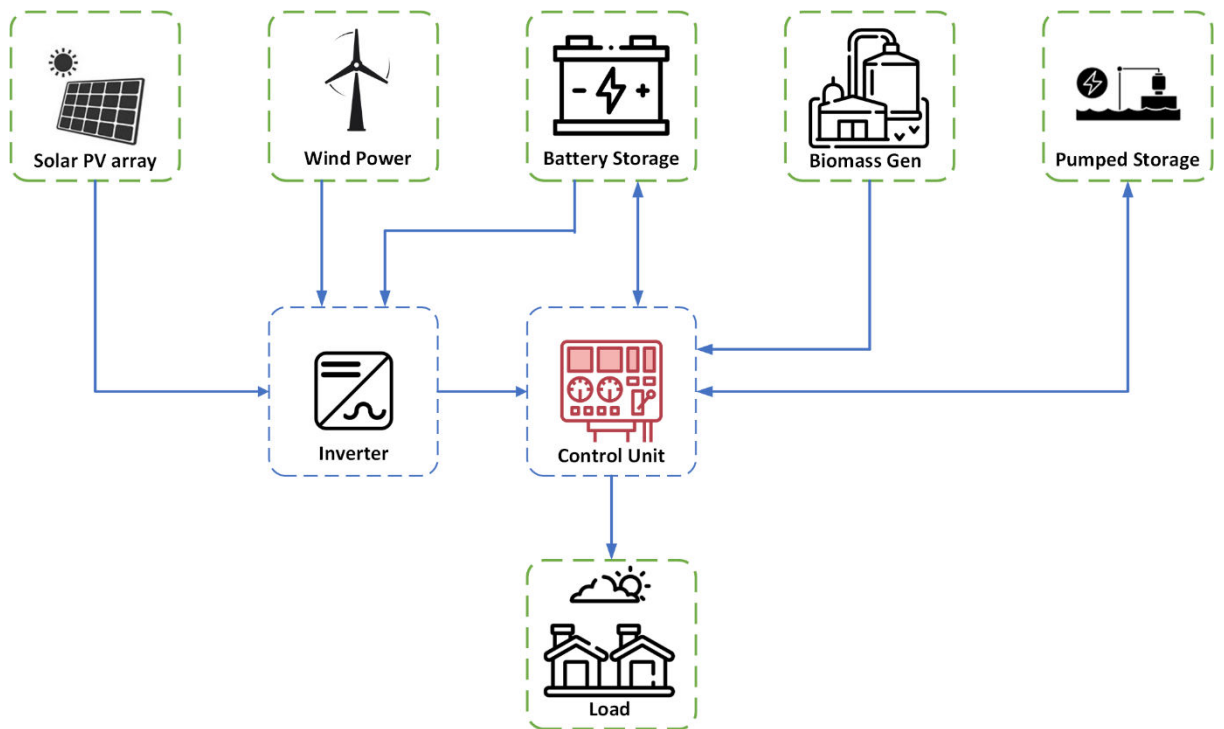 Solar PV array
Wind Power
Battery Storage
Biomass Gen
Pumped Storage
Inverter
Control Unit
Load